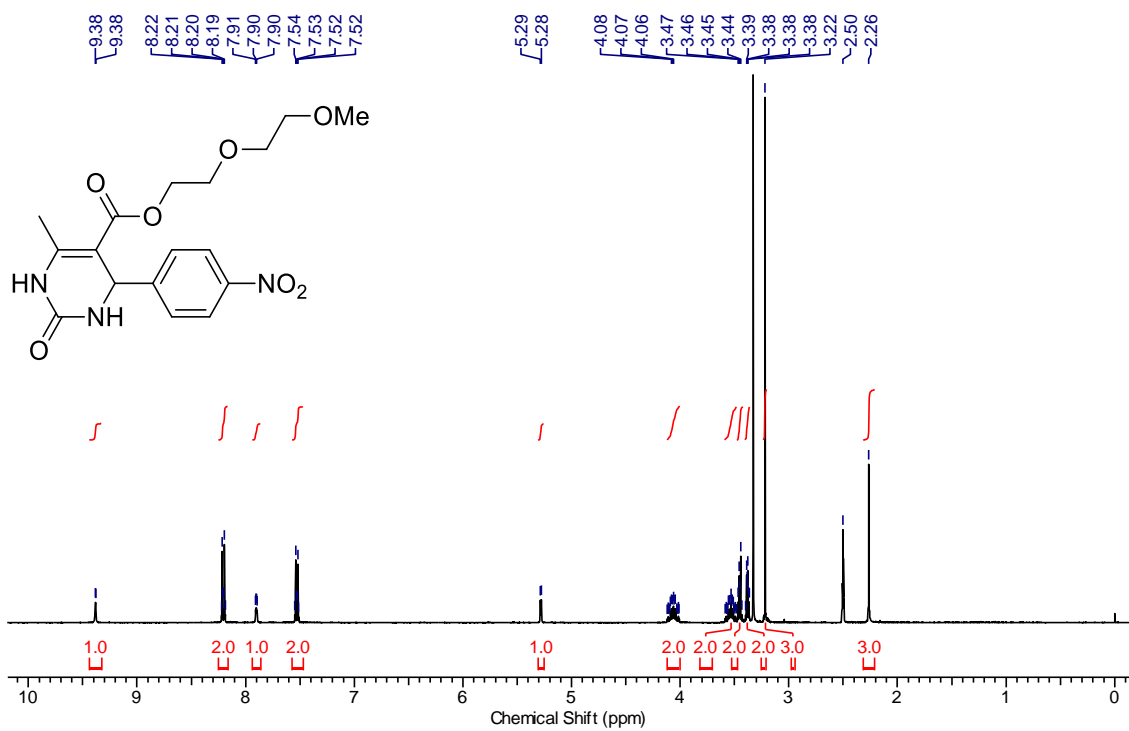 9.38
9.38
8.22
8.21
8.20
8.19
7.91
7.90
7.90
7.54
7.53
7.52
7.52
5.29
5.28
4.08
4.07
4.06
3.47
3.46
3.45
3.44
3.39
3.38
3.38
3.38
3.22
2.50
2.26
OMe
O
O
O
HN
NH
O
NO2
1.0 2.0 1.0 2.0 1.0 2.0 2.0 2.0 2.0 3.0 3.0
10 9 8 7 6 5 4 3 2 1 0
Chemical Shift (ppm)